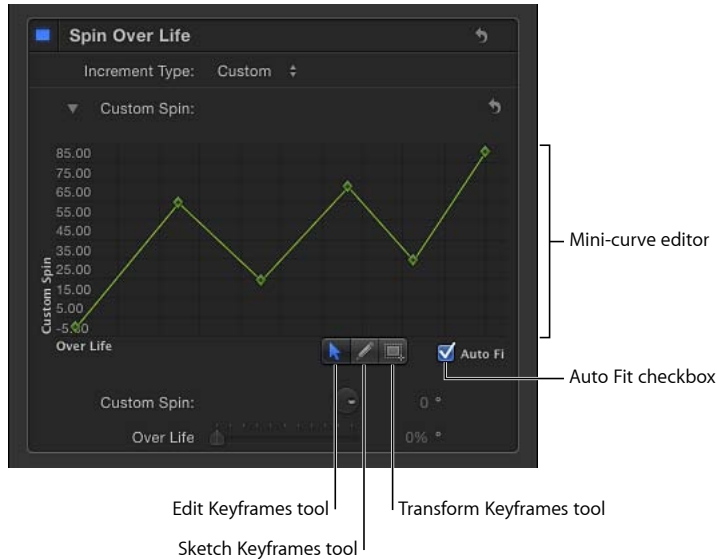 Spin Over Life
Increment Type: Custom
Custom Spin:
85.00
75.00
65.00
55.00
45.00
35.00
25.00
15.00
5.00
-5.00
Custom Spin
Over Life
Auto Fi
Mini-curve editor
Auto Fit checkbox
Custom Spin: 0 °
Over Life 0% °
Edit Keyframes tool
Transform Keyframes tool
Sketch Keyframes tool